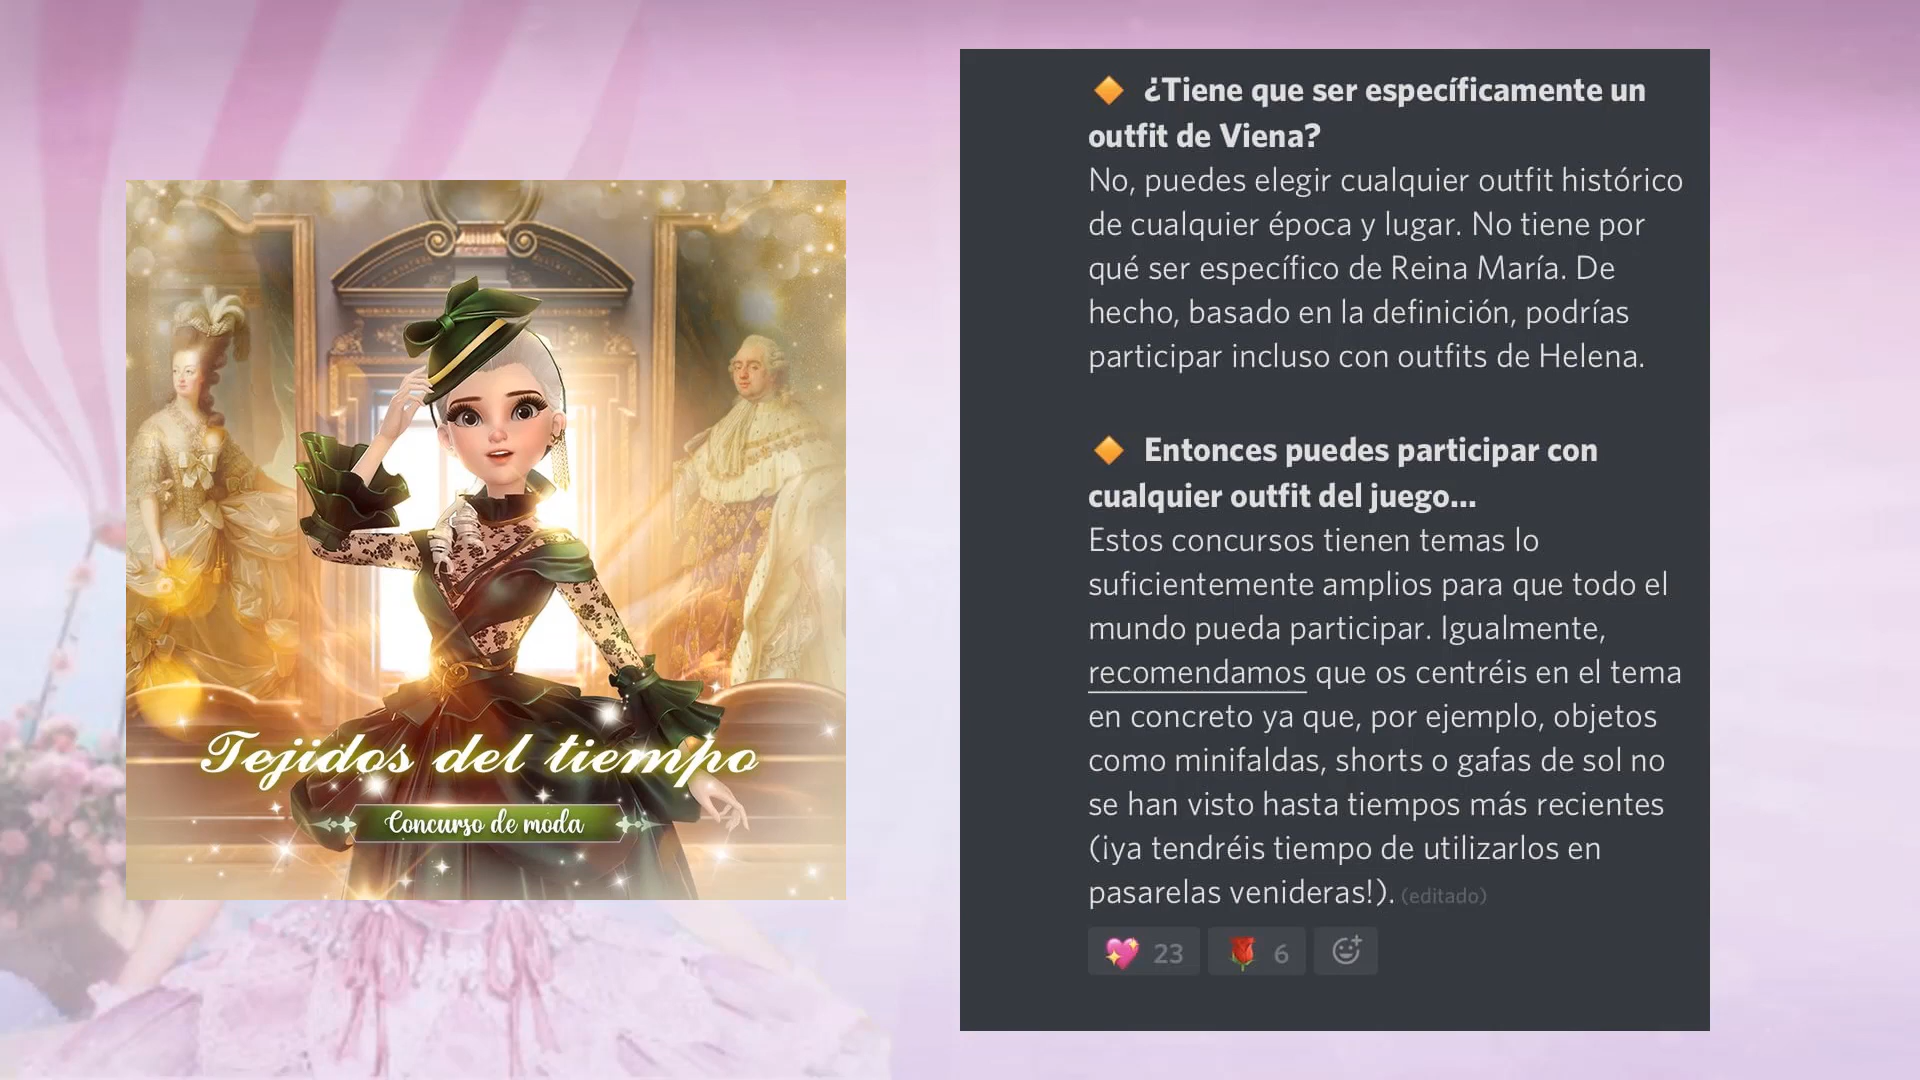 Tejidos del tiempo
Concurso de moda
¿Tiene que ser específicamente un
outfit de Viena?
No, puedes elegir cualquier outfit histórico
de cualquier época y lugar. No tiene por
qué ser específico de Reina María. De
hecho, basado en la definición, podrías
participar incluso con outfits de Helena.
Entonces puedes participar con
cualquier outfit del juego...
Estos concursos tienen temas lo
suficientemente amplios para que todo el
mundo pueda participar. Igualmente,
recomendamos que os centréis en el tema
en concreto ya que, por ejemplo, objetos
como minifaldas, shorts o gafas de sol no
se han visto hasta tiempos más recientes
(¡ya tendréis tiempo de utilizarlos en
pasarelas venideras!). (editado)
23 6